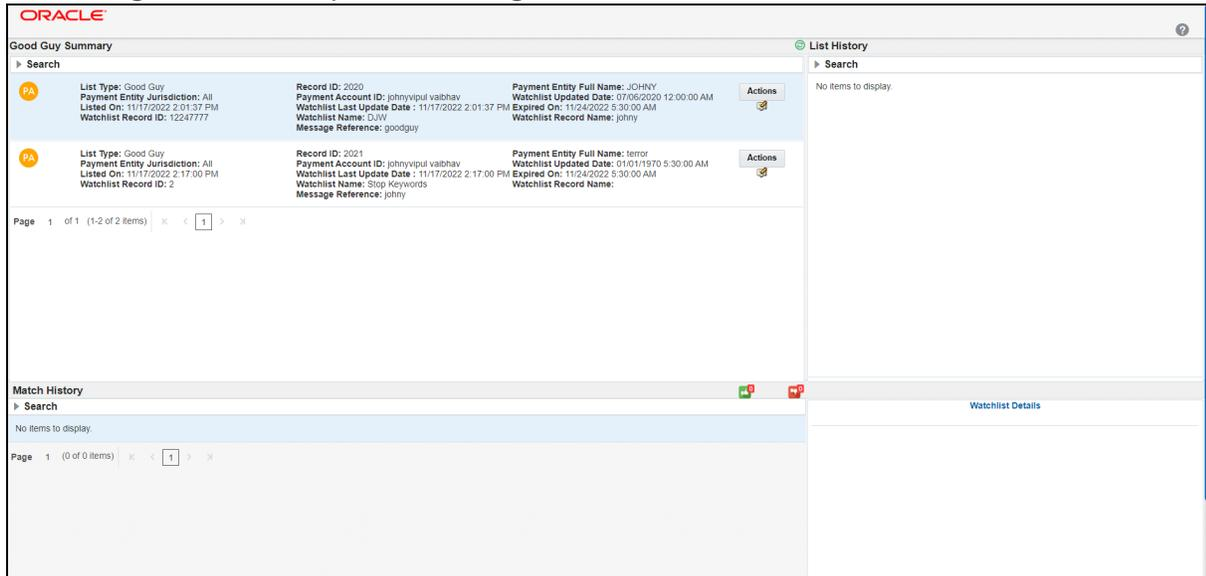 ORACLE
Good Guy Summary
Search
PA
List Type: Good Guy
Payment Entity Jurisdiction: All
Listed On: 11/17/2022 2:01:37 PM
Watchlist Record ID: 12247777
Record ID: 2020
Payment Account ID: johnyvipul vaibhav
Watchlist Last Update Date : 11/17/2022 2:01:37 PM
Watchlist Name: DJW
Message Reference: goodguy
Payment Entity Full Name: JOHNY
Watchlist Updated Date: 07/06/2020 12:00:00 AM
Expired On: 11/24/2022 5:30:00 AM
Watchlist Record Name: johny
Actions
PA
List Type: Good Guy
Payment Entity Jurisdiction: All
Listed On: 11/17/2022 2:17:00 PM
Watchlist Record ID: 2
Record ID: 2021
Payment Account ID: johnyvipul vaibhav
Watchlist Last Update Date : 11/17/2022 2:17:00 PM
Watchlist Name: Stop Keywords
Message Reference: johny
Payment Entity Full Name: terror
Watchlist Updated Date: 01/01/1970 5:30:00 AM
Expired On: 11/24/2022 5:30:00 AM
Watchlist Record Name:
Actions
Page 1 of 1 (1-2 of 2 items) 1
List History
Search
No items to display.
Match History
0
0
Search
No items to display.
Page 1 (0 of 0 items) 1
Watchlist Details